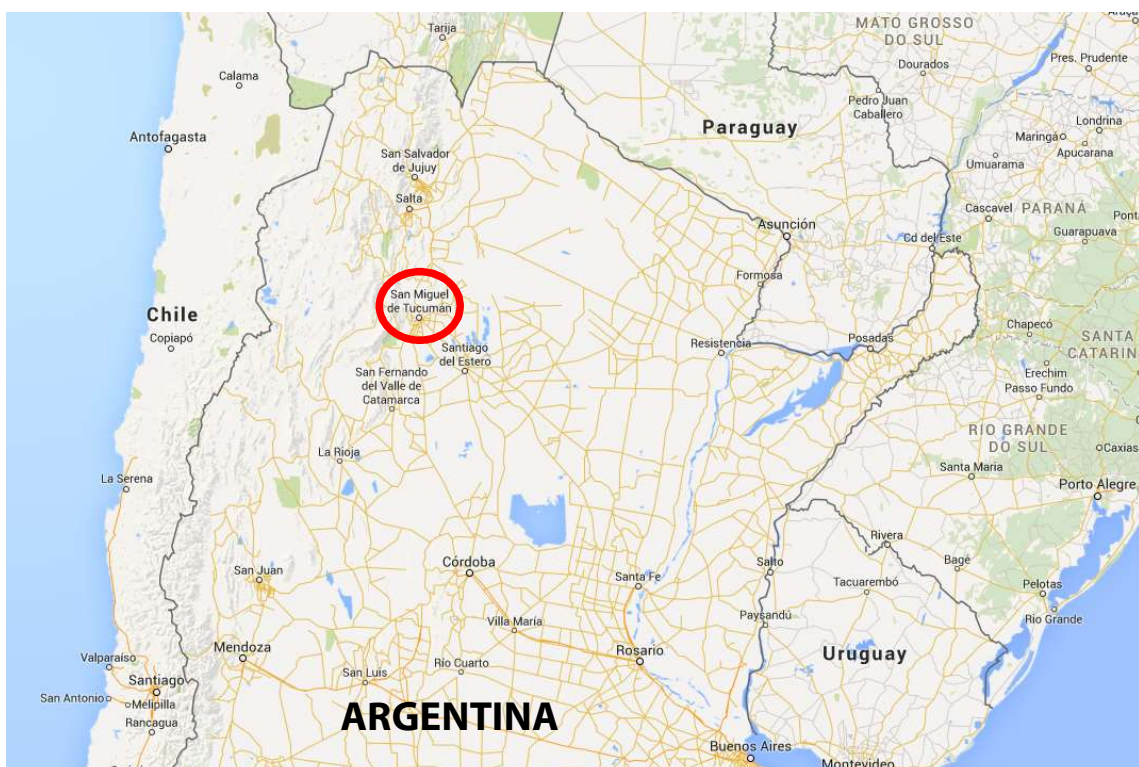 MATO GROSSO
DO SUL
Tarija
Dourados
Pres. Prudente
Calama
Pedro Juan
Caballero
Londrina
Paraguay
Maringá
Antofagasta
Apucarana
Umuarama
San Salvador
de Jujuy
Salta
Cascavel
PARANÁ
Guarapuava
Asunción
Cd del Este
Formosa
San Miguel
de Tucumán
Chile
Copiapó
Chapecó
SANTA
CATARIN
Resistencia
Posadas
Santiago
del Estero
Erechim
Passo Fundo
San Fernando
del Valle de
Catamarca
RIO GRANDE
DO SUL
Caxias
La Rioja
Santa Maria
La Serena
Porto Alegre
Rivera
Bagé
Córdoba
Salto
San Juan
Santa Fe
Tacuarembó
Pelotas
Rio Grande
Villa María
Paysandú
Mendoza
Rosario
Uruguay
Valparaíso
Río Cuarto
San Luis
Santiago
San Antonio
Melipilla
Rancagua
ARGENTINA
Buenos Aires
Montevideo